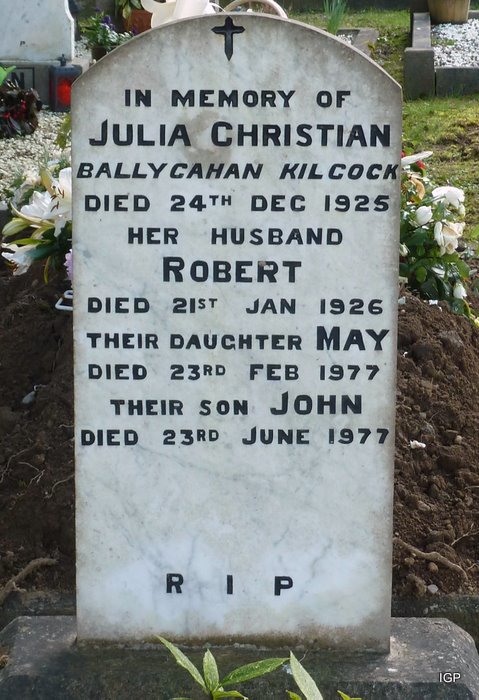 IN MEMORY OF
JULIA CHRISTIAN
BALLYCAHAN KILCOCK
DIED 24TH DEC 1925
HER HUSBAND
ROBERT
DIED 21ST JAN 1926
THEIR DAUGHTER MAY
DIED 23RD FEB 1977
THEIR SON JOHN
DIED 23RD JUNE 1977
R I P
IGP